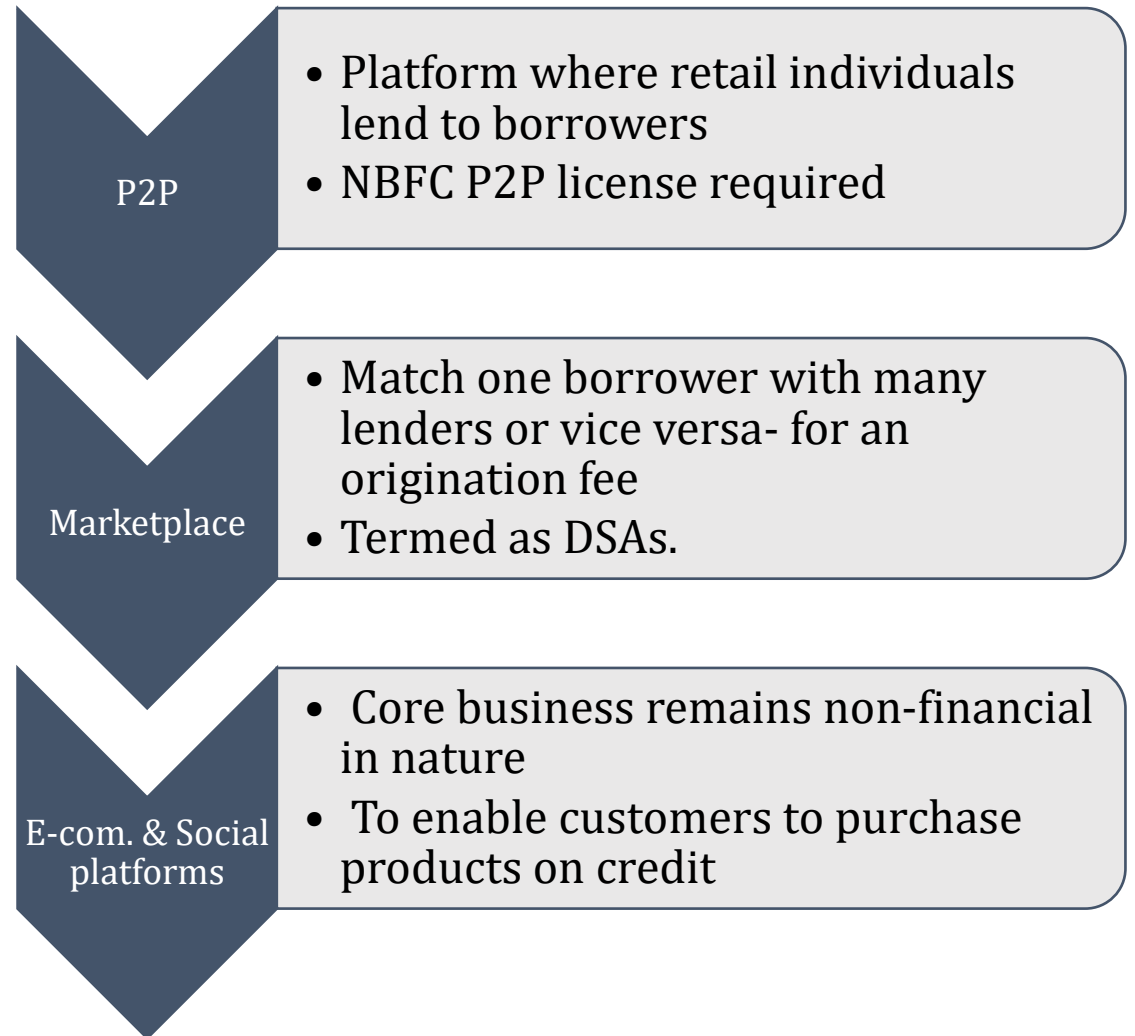 P2P
• Platform where retail individuals
lend to borrowers
• NBFC P2P license required
Marketplace
• Match one borrower with many
lenders or vice versa- for an
origination fee
• Termed as DSAs.
E-com. & Social
platforms
• Core business remains non-financial
in nature
• To enable customers to purchase
products on credit